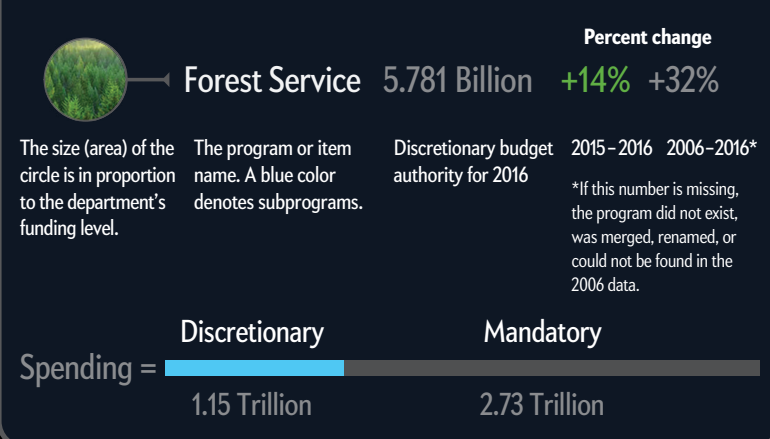 Percent change
Forest Service 5.781 Billion +14% +32%
The size (area) of the
circle is in proportion
to the department's
funding level.
The program or item
name. A blue color
denotes subprograms.
Discretionary budget
authority for 2016
2015–2016 2006–2016*
*If this number is missing,
the program did not exist,
was merged, renamed, or
could not be found in the
2006 data.
Discretionary Mandatory
Spending =
1.15 Trillion 2.73 Trillion